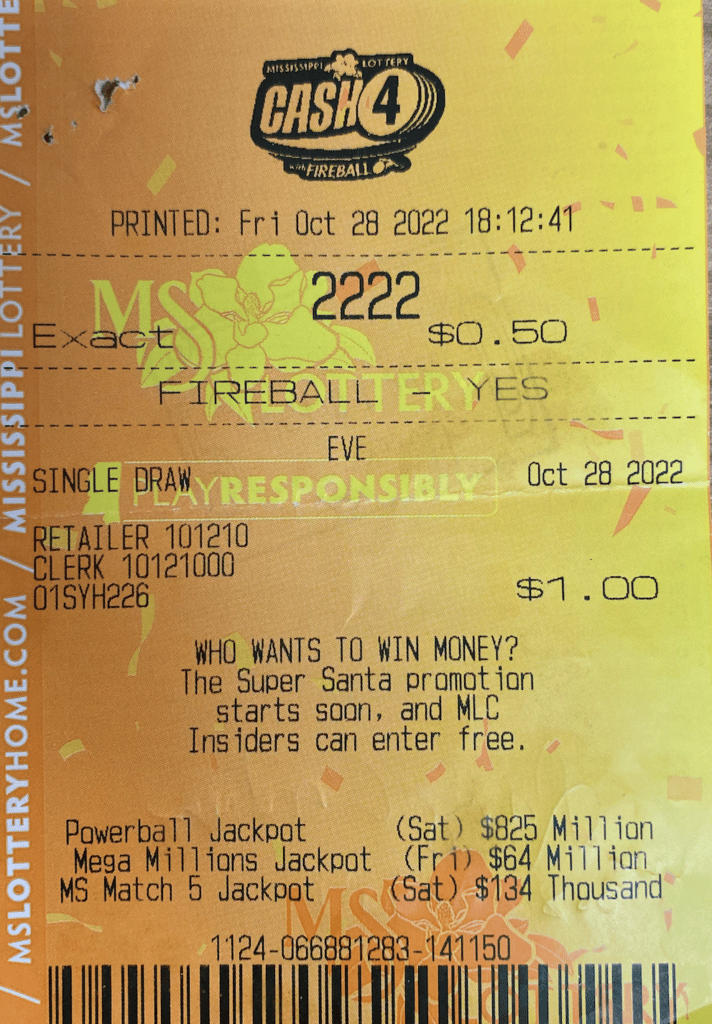 MISSISSIPPI LOTTERY
CASH 4
with FIREBALL
PRINTED: Fri Oct 28 2022 18:12:41
2222
Exact $0.50
FIREBALL - YES
EVE
SINGLE DRAW Oct 28 2022
RETAILER 101210
CLERK 10121000
01SYH226 $1.00
WHO WANTS TO WIN MONEY?
The Super Santa promotion
starts soon, and MLC
Insiders can enter free.
Powerball Jackpot (Sat) $825 Million
Mega Millions Jackpot (Fri) $64 Million
MS Match 5 Jackpot (Sat) $134 Thousand
1124-066881283-141150
MS LOTTERY
PLAY RESPONSIBLY
MS LOTTERY
/ MSLOTTERYHOME.COM / MISSISSIPPI LOTTERY / MSLOTTE